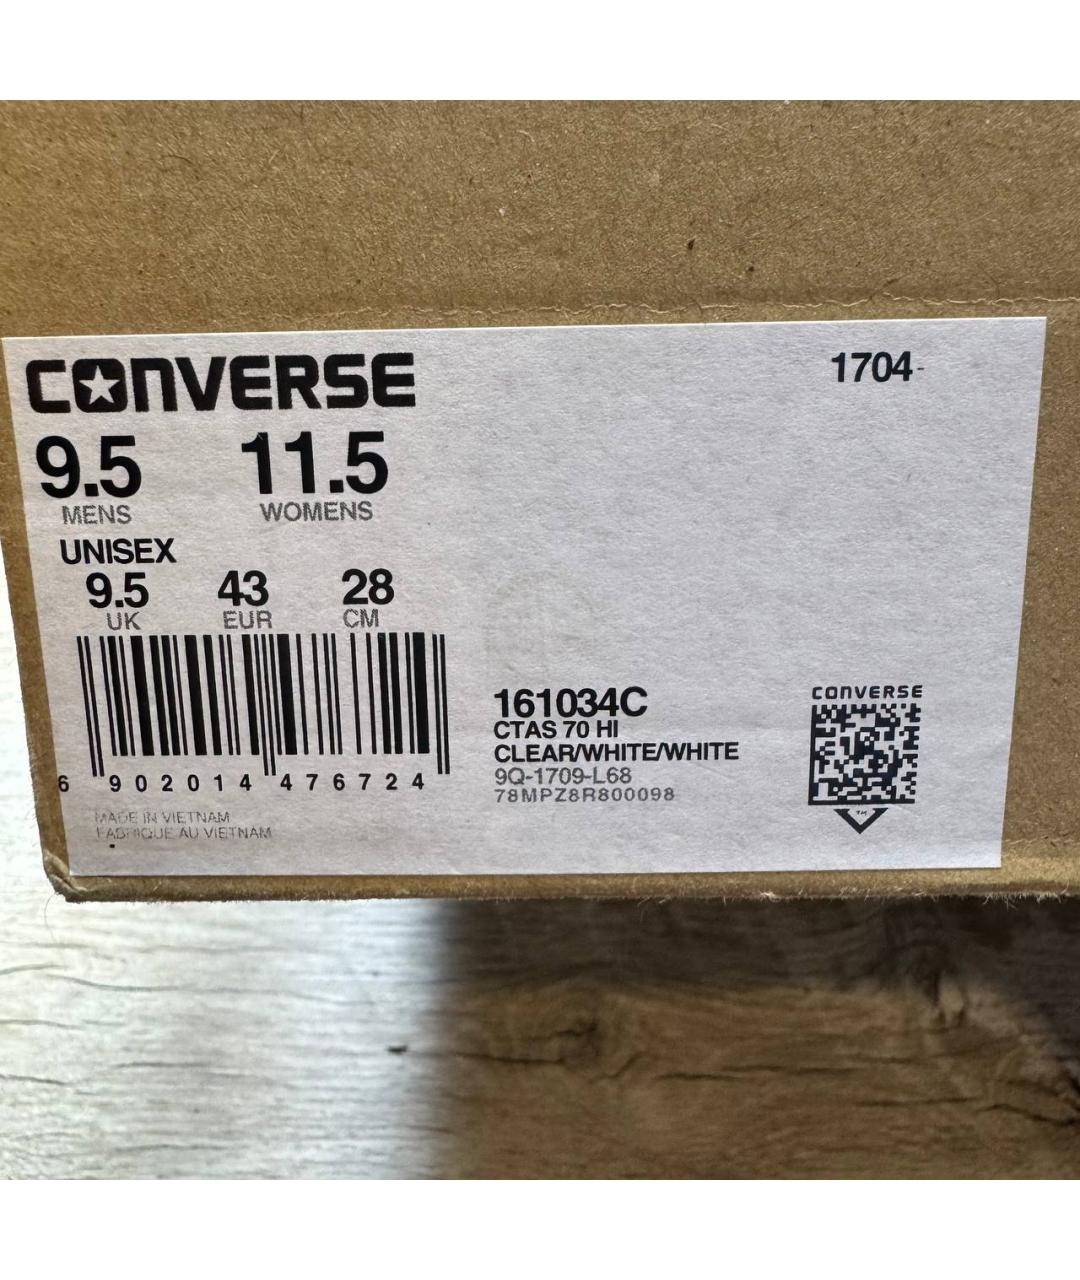 CONVERSE
1704-
9.5 11.5
MENS WOMENS
UNISEX
9.5 43 28
UK EUR CM
6 902014 476724
MADE IN VIETNAM
FABRIQUE AU VIETNAM
161034C
CTAS 70 HI
CLEAR/WHITE/WHITE
9Q-1709-L68
78MPZ8R800098
CONVERSE
TM